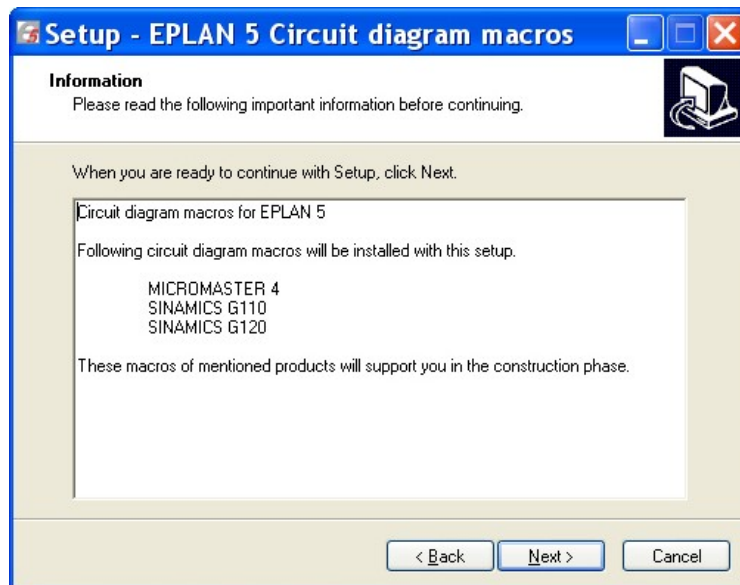 Setup - EPLAN 5 Circuit diagram macros
Information
Please read the following important information before continuing.
When you are ready to continue with Setup, click Next.
Circuit diagram macros for EPLAN 5
Following circuit diagram macros will be installed with this setup.
MICROMASTER 4
SINAMICS G110
SINAMICS G120
These macros of mentioned products will support you in the construction phase.
< Back
Next >
Cancel